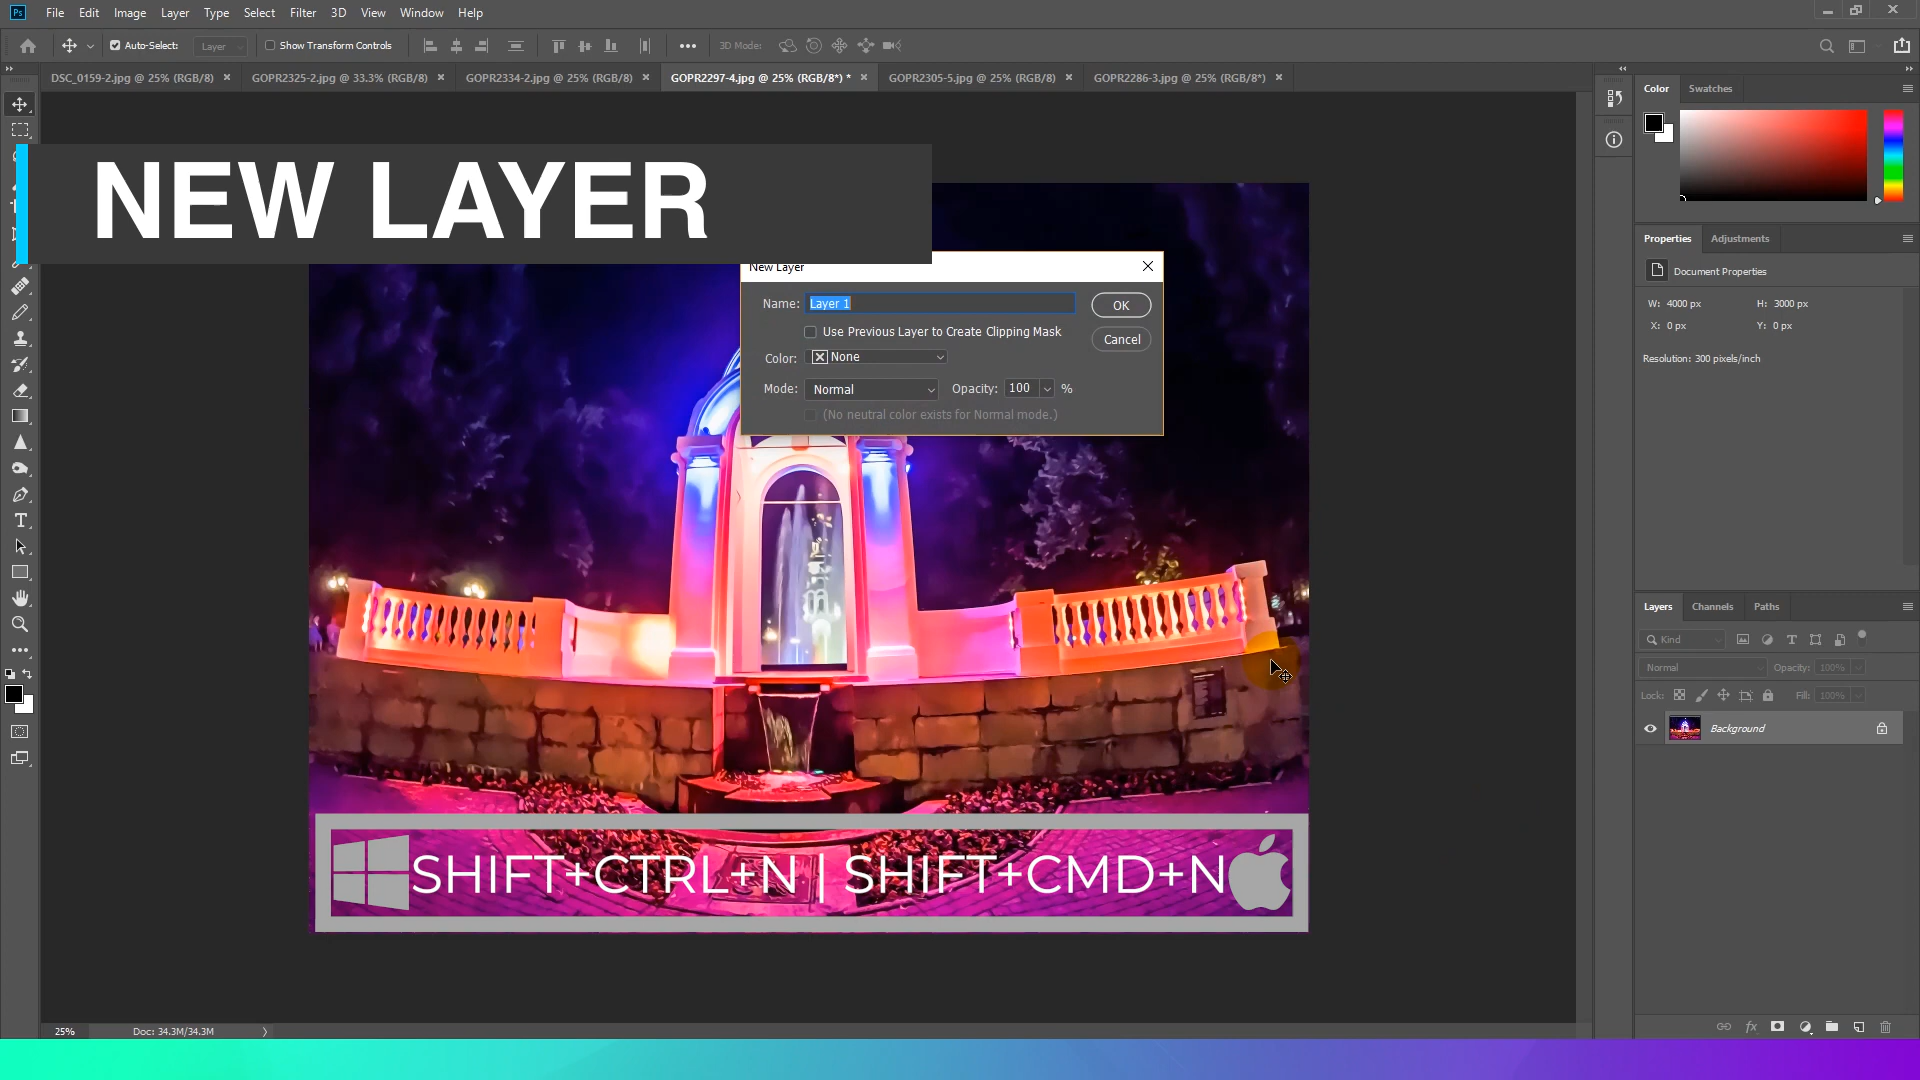 Ps File Edit Image Layer Type Select Filter 3D View Window Help
Auto-Select: Layer Show Transform Controls 3D Mode:
DSC_0159-2.jpg @ 25% (RGB/8) GOPR2325-2.jpg @ 33.3% (RGB/8) GOPR2334-2.jpg @ 25% (RGB/8) GOPR2297-4.jpg @ 25% (RGB/8*) * GOPR2305-5.jpg @ 25% (RGB/8) GOPR2286-3.jpg @ 25% (RGB/8*)
NEW LAYER
New Layer
Name: Layer 1
OK
Use Previous Layer to Create Clipping Mask
Cancel
Color: None
Mode: Normal Opacity: 100 %
(No neutral color exists for Normal mode.)
SHIFT+CTRL+N | SHIFT+CMD+N
Color Swatches
Properties Adjustments
Document Properties
W: 4000 px H: 3000 px
X: 0 px Y: 0 px
Resolution: 300 pixels/inch
Layers Channels Paths
Kind
Normal Opacity: 100%
Lock: Fill: 100%
Background
fx
25% Doc: 34.3M/34.3M